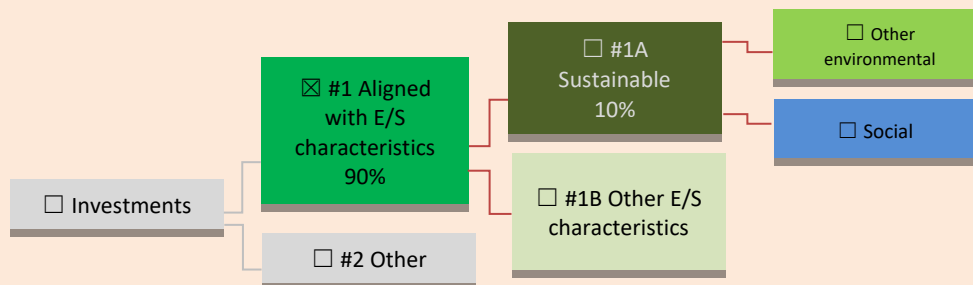 ☐ Investments
☒ #1 Aligned
with E/S
characteristics
90%
☐ #2 Other
☐ #1A
Sustainable
10%
☐ #1B Other E/S
characteristics
☐ Other
environmental
☐ Social